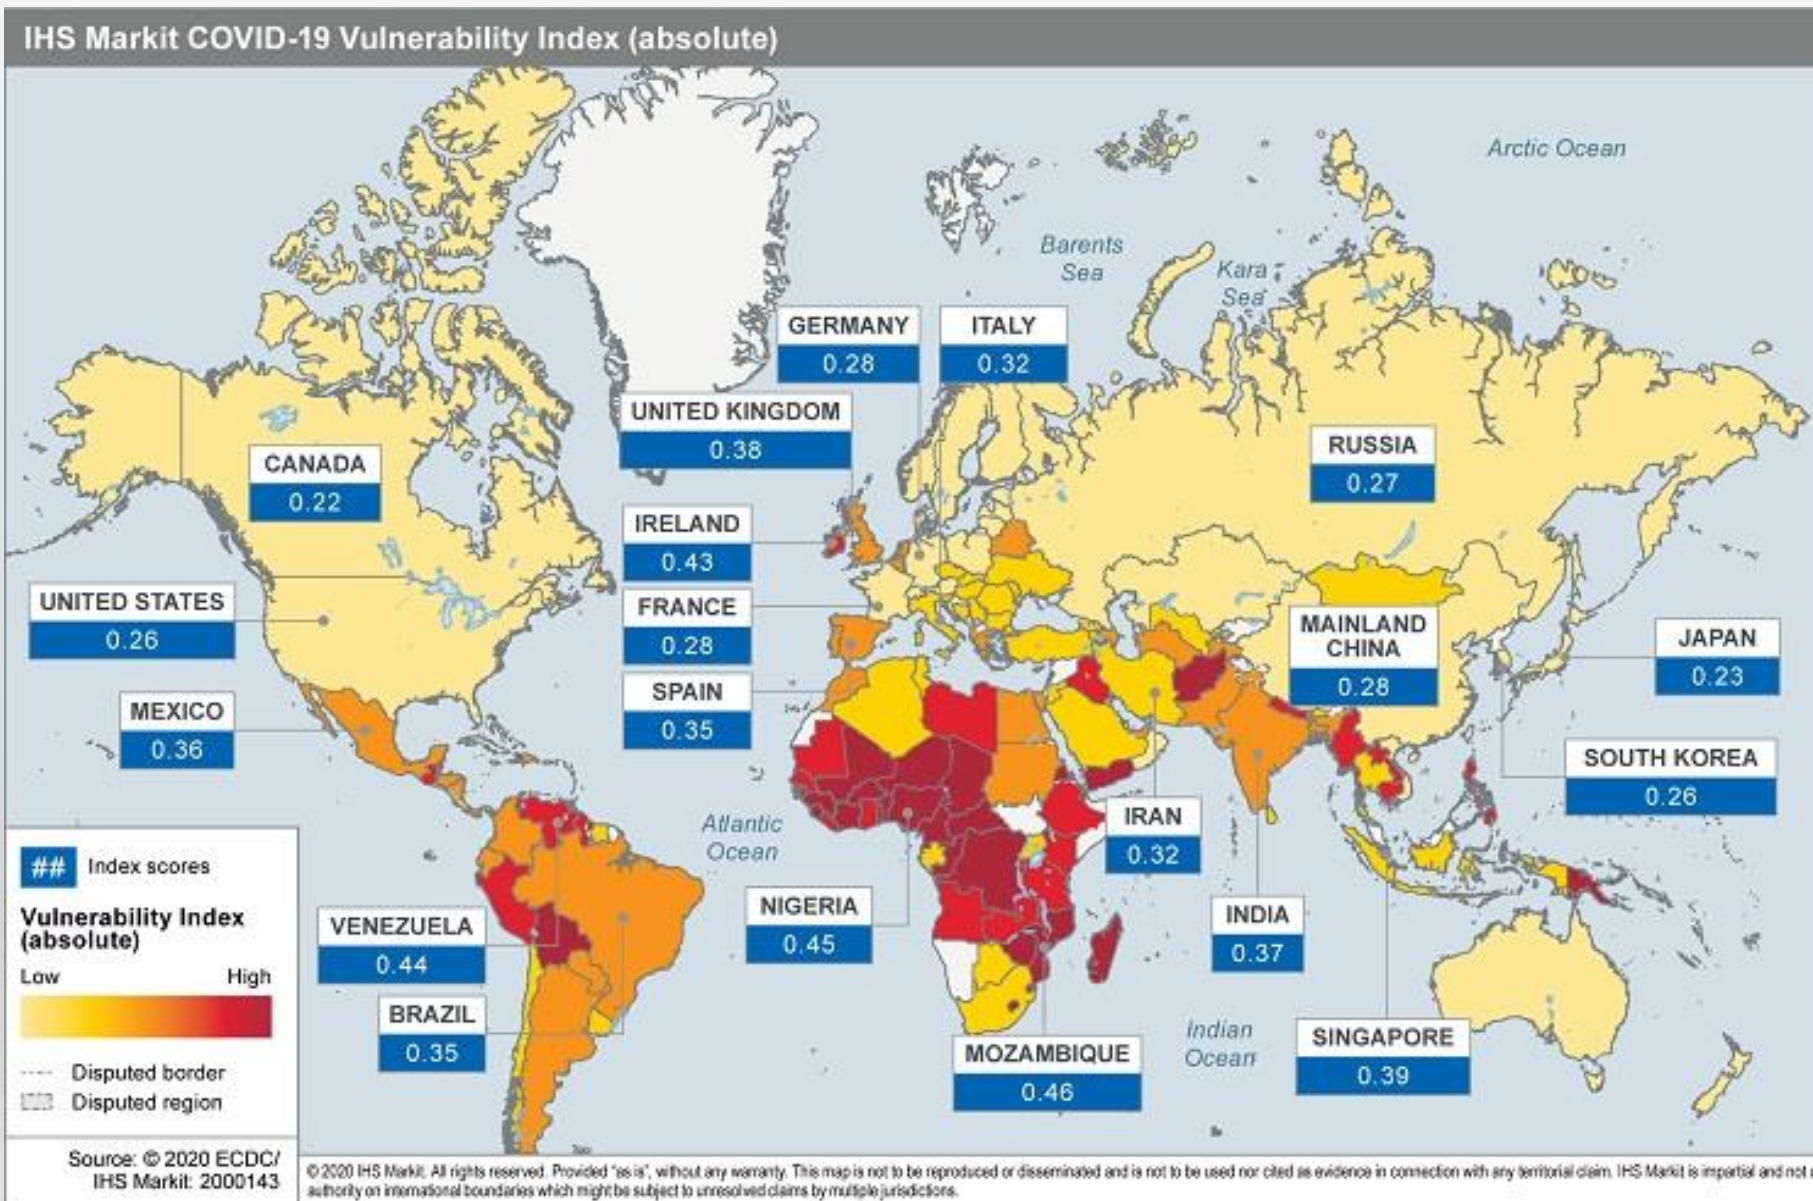 IHS Markit COVID-19 Vulnerability Index (absolute)
Arctic Ocean
Barents
Sea
Kara
Sea
GERMANY
0.28
ITALY
0.32
UNITED KINGDOM
0.38
CANADA
0.22
RUSSIA
0.27
IRELAND
0.43
UNITED STATES
0.26
FRANCE
0.28
MAINLAND
CHINA
0.28
JAPAN
0.23
SPAIN
0.35
MEXICO
0.36
SOUTH KOREA
0.26
Atlantic
Ocean
IRAN
0.32
NIGERIA
0.45
INDIA
0.37
VENEZUELA
0.44
BRAZIL
0.35
MOZAMBIQUE
0.46
Indian
Ocean
SINGAPORE
0.39
## Index scores
Vulnerability Index
(absolute)
Low High
Disputed border
Disputed region
Source: © 2020 ECDC/
IHS Markit: 2000143
© 2020 IHS Markit. All rights reserved. Provided "as is", without any warranty. This map is not to be reproduced or disseminated and is not to be used nor cited as evidence in connection with any territorial claim. IHS Markit is impartial and not
authority on international boundaries which might be subject to unresolved claims by multiple jurisdictions.